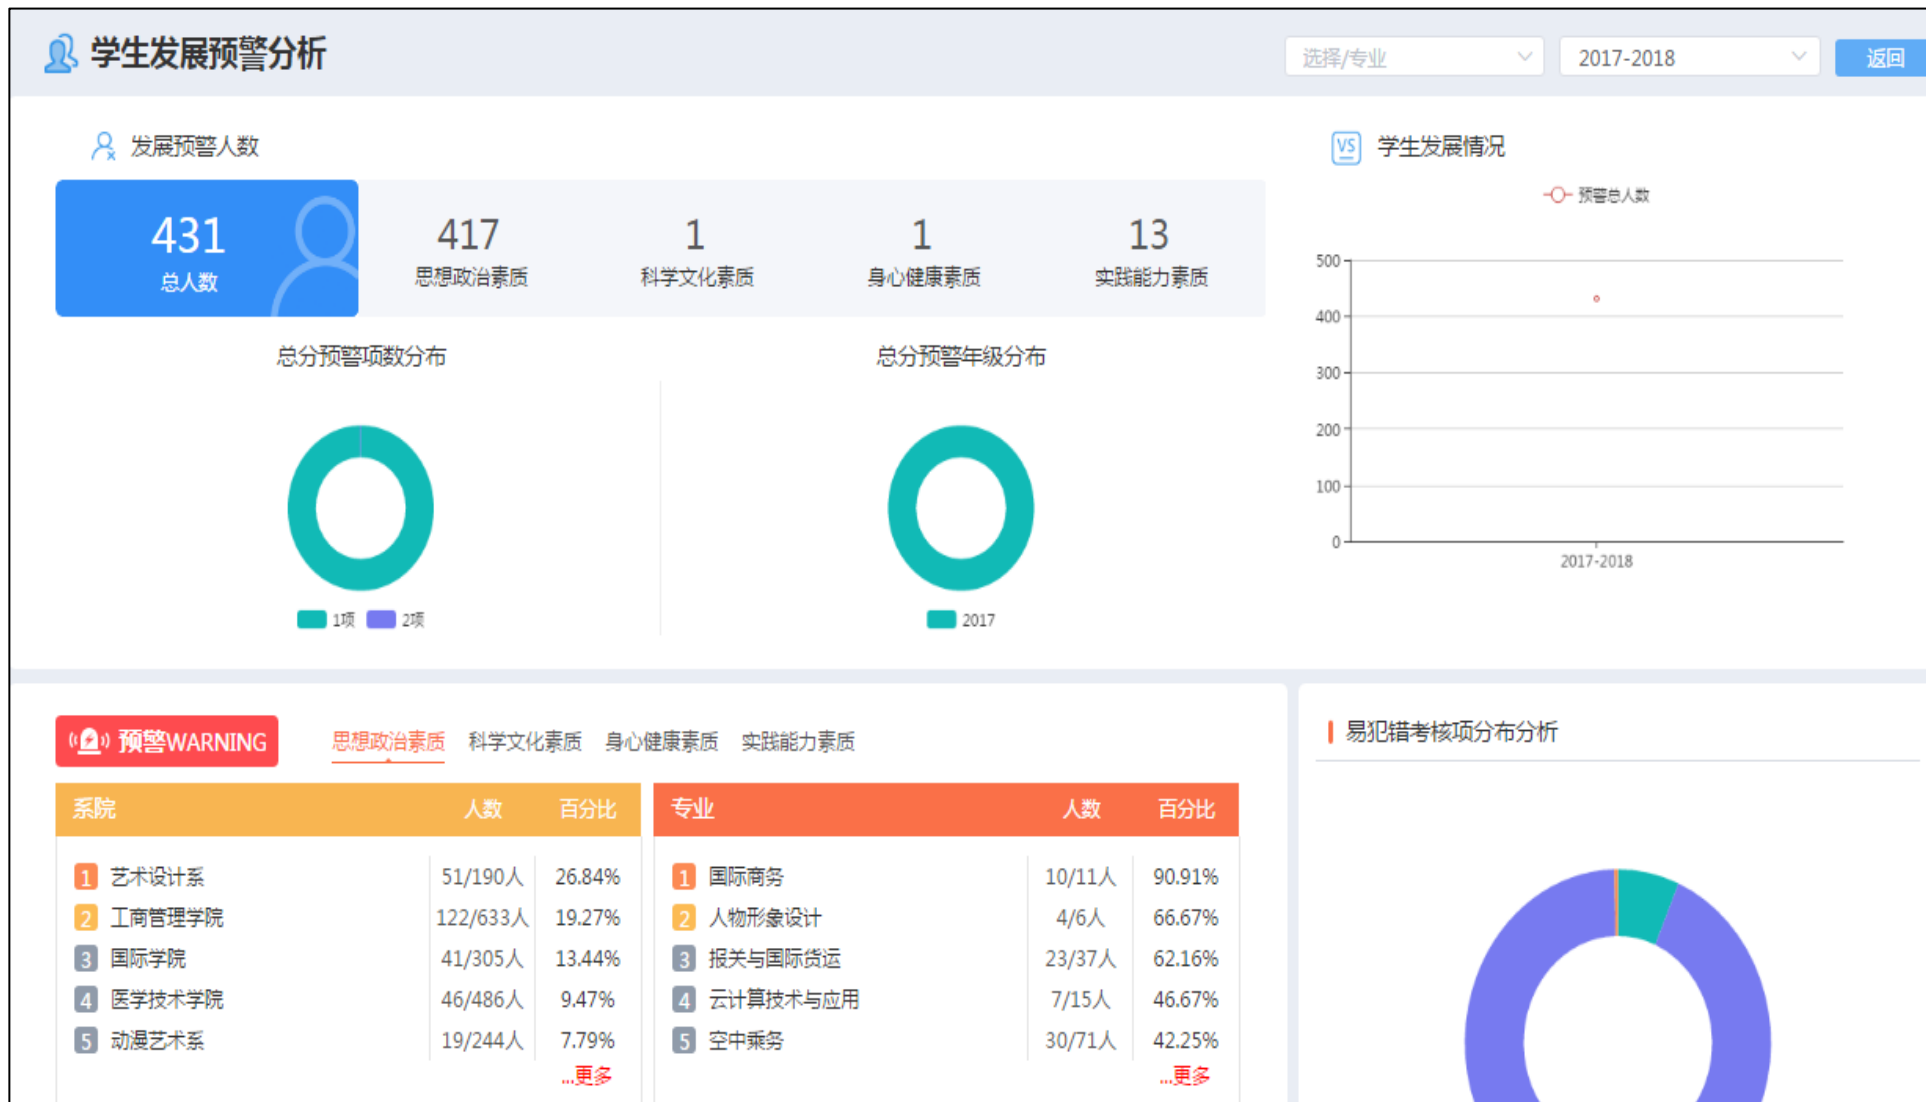 学生发展预警分析
选择/专业
2017-2018
返回
发展预警人数
431
总人数
417
思想政治素质
1
科学文化素质
1
身心健康素质
13
实践能力素质
总分预警项数分布
1项 2项
总分预警年级分布
2017
VS 学生发展情况
预警总人数
500
400
300
200
100
0
2017-2018
预警WARNING
思想政治素质 科学文化素质 身心健康素质 实践能力素质
系院 人数 百分比
1 艺术设计系 51/190人 26.84%
2 工商管理学院 122/633人 19.27%
3 国际学院 41/305人 13.44%
4 医学技术学院 46/486人 9.47%
5 动漫艺术系 19/244人 7.79%
...更多
专业 人数 百分比
1 国际商务 10/11人 90.91%
2 人物形象设计 4/6人 66.67%
3 报关与国际货运 23/37人 62.16%
4 云计算技术与应用 7/15人 46.67%
5 空中乘务 30/71人 42.25%
...更多
易犯错考核项分布分析